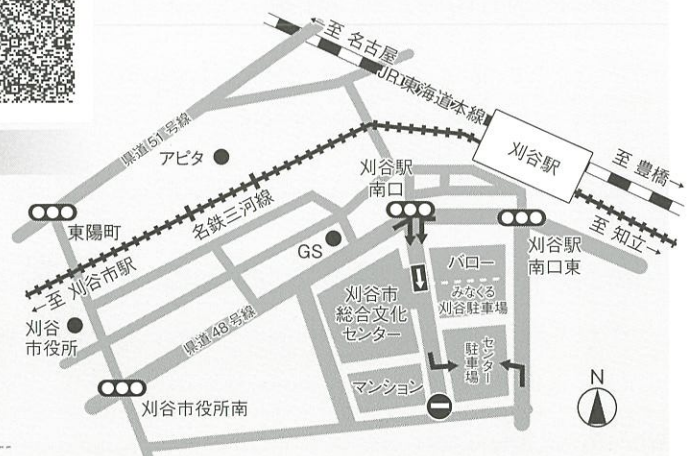 至 名古屋
JR東海道本線
刈谷駅
至 豊橋
至 知立
県道51号線
アピタ
刈谷駅
南口
東陽町
名鉄三河線
刈谷駅
南口東
GS
バロー
みなくる
刈谷駐車場
至 刈谷市駅
刈谷市
総合文化
センター
刈谷
市役所
県道48号線
センター
駐車場
マンション
刈谷市役所南
N